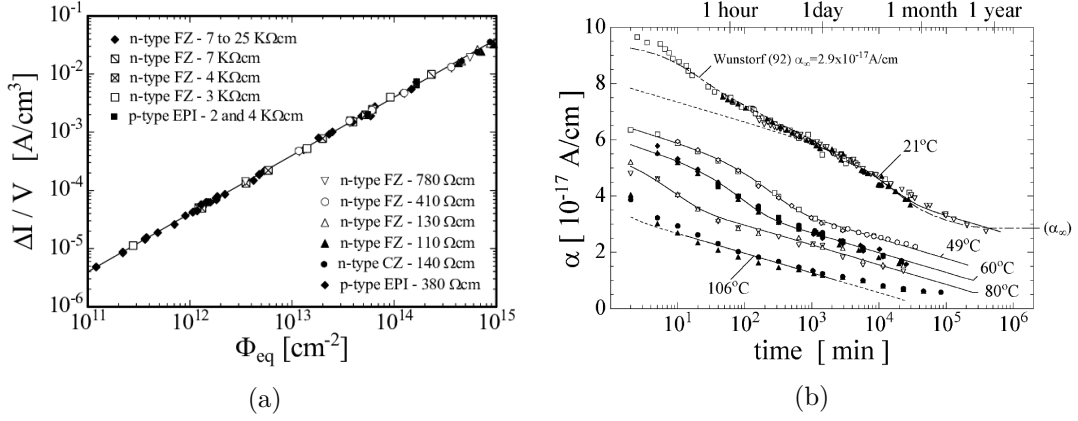 10⁻¹
10⁻²
10⁻³
10⁻⁴
10⁻⁵
10⁻⁶
ΔI / V [A/cm³]
n-type FZ - 7 to 25 KΩcm
n-type FZ - 7 KΩcm
n-type FZ - 4 KΩcm
n-type FZ - 3 KΩcm
p-type EPI - 2 and 4 KΩcm
n-type FZ - 780 Ωcm
n-type FZ - 410 Ωcm
n-type FZ - 130 Ωcm
n-type FZ - 110 Ωcm
n-type CZ - 140 Ωcm
p-type EPI - 380 Ωcm
10¹¹ 10¹² 10¹³ 10¹⁴ 10¹⁵
Φeq [cm⁻²]
(a)
1 hour 1day 1 month 1 year
10
8
6
4
2
0
α [ 10⁻¹⁷ A/cm ]
Wunstorf (92) α∞=2.9x10⁻¹⁷A/cm
21°C
(α∞)
49°C
60°C
80°C
106°C
10¹ 10² 10³ 10⁴ 10⁵ 10⁶
time [ min ]
(b)